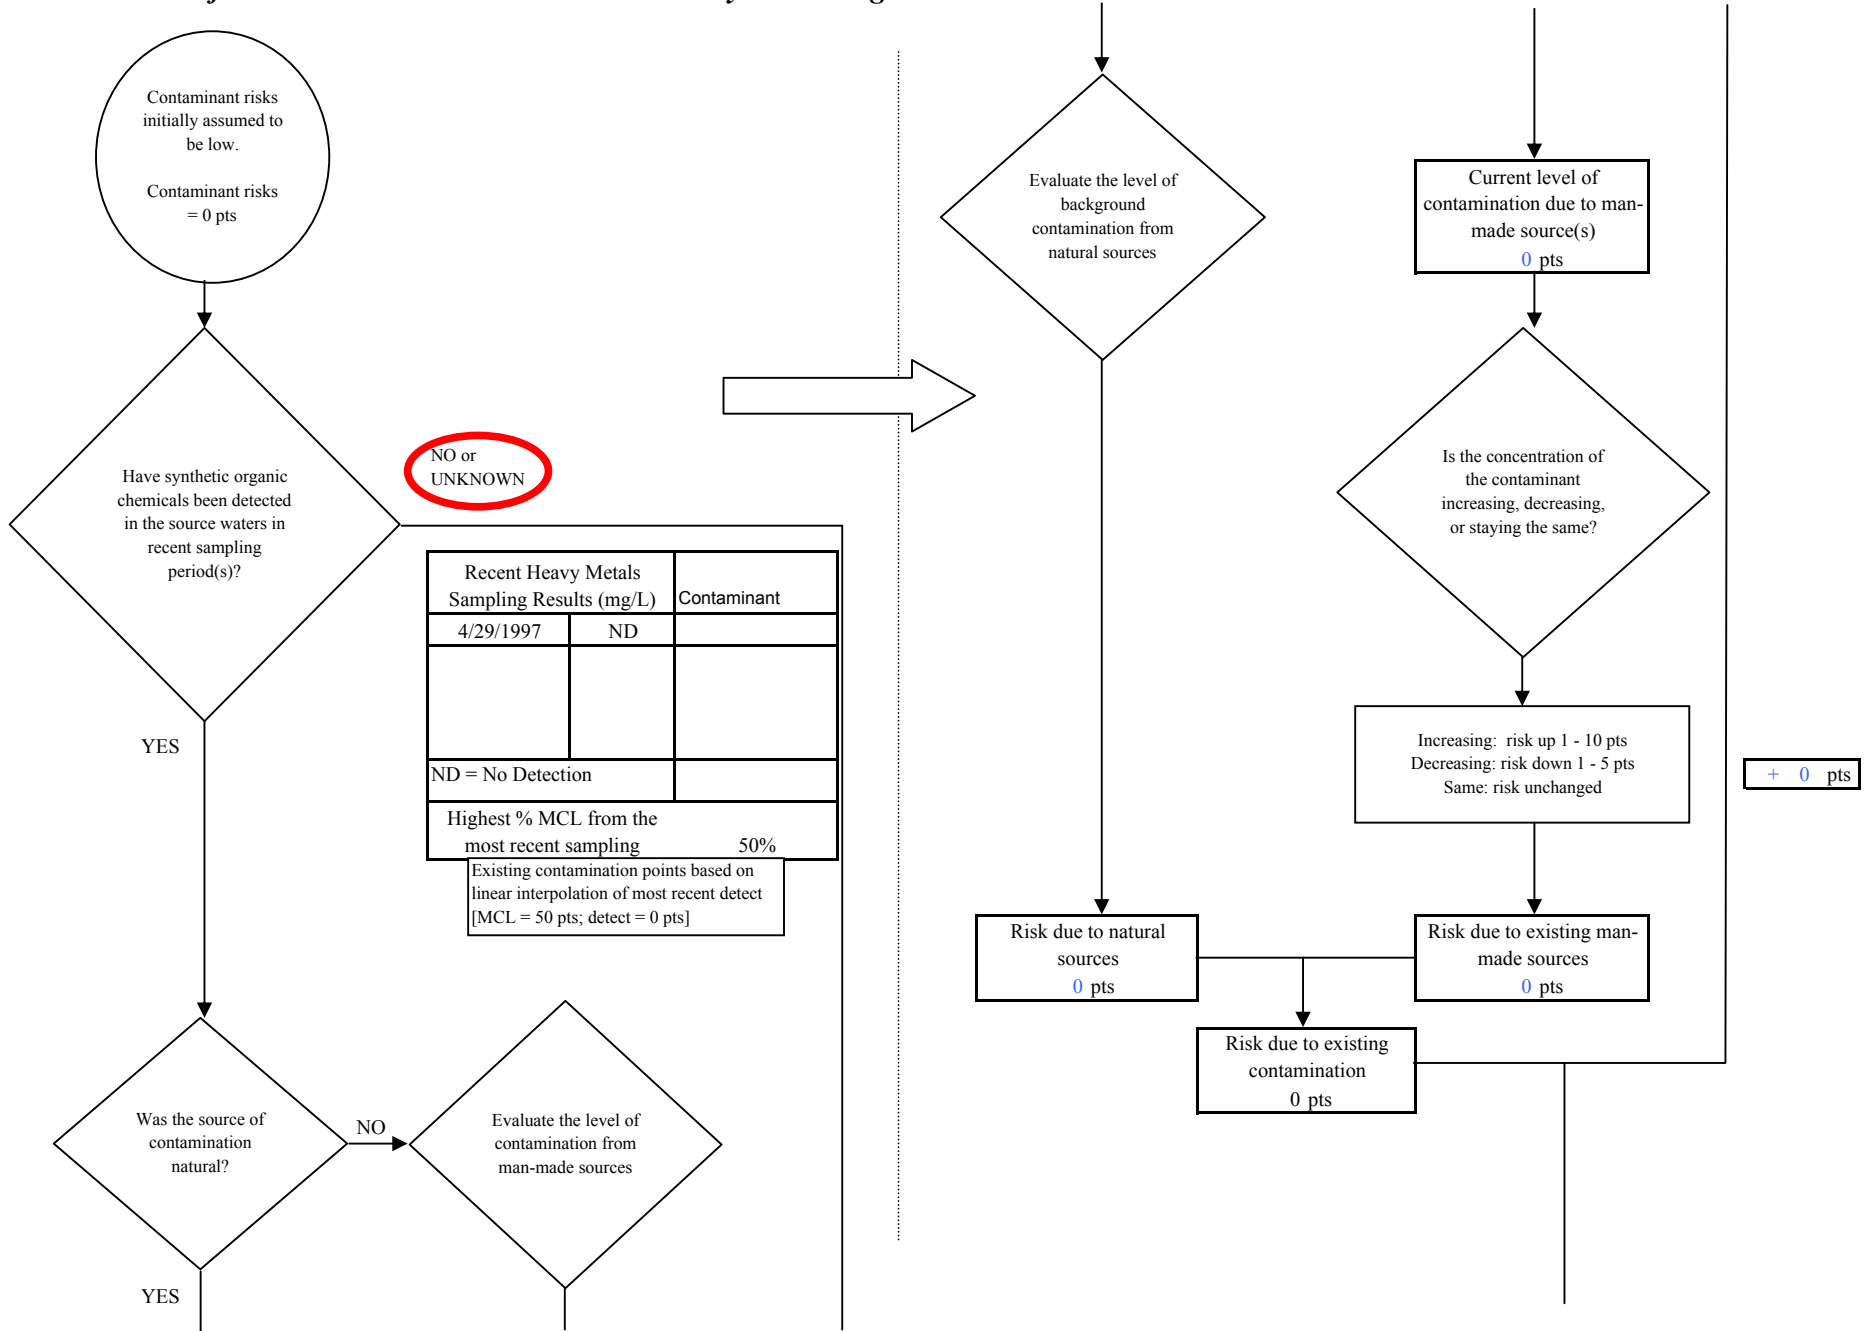 Contaminant risks
initially assumed to
be low.
Contaminant risks
= 0 pts
Have synthetic organic
chemicals been detected
in the source waters in
recent sampling
period(s)?
NO or
UNKNOWN
Recent Heavy Metals
Sampling Results (mg/L)
Contaminant
4/29/1997
ND
ND = No Detection
Highest % MCL from the
most recent sampling
50%
Existing contamination points based on
linear interpolation of most recent detect
[MCL = 50 pts; detect = 0 pts]
YES
Was the source of
contamination
natural?
NO
Evaluate the level of
contamination from
man-made sources
YES
Evaluate the level of
background
contamination from
natural sources
Current level of
contamination due to man-
made source(s)
0 pts
Is the concentration of
the contaminant
increasing, decreasing,
or staying the same?
Increasing: risk up 1 - 10 pts
Decreasing: risk down 1 - 5 pts
Same: risk unchanged
+ 0 pts
Risk due to natural
sources
0 pts
Risk due to existing man-
made sources
0 pts
Risk due to existing
contamination
0 pts